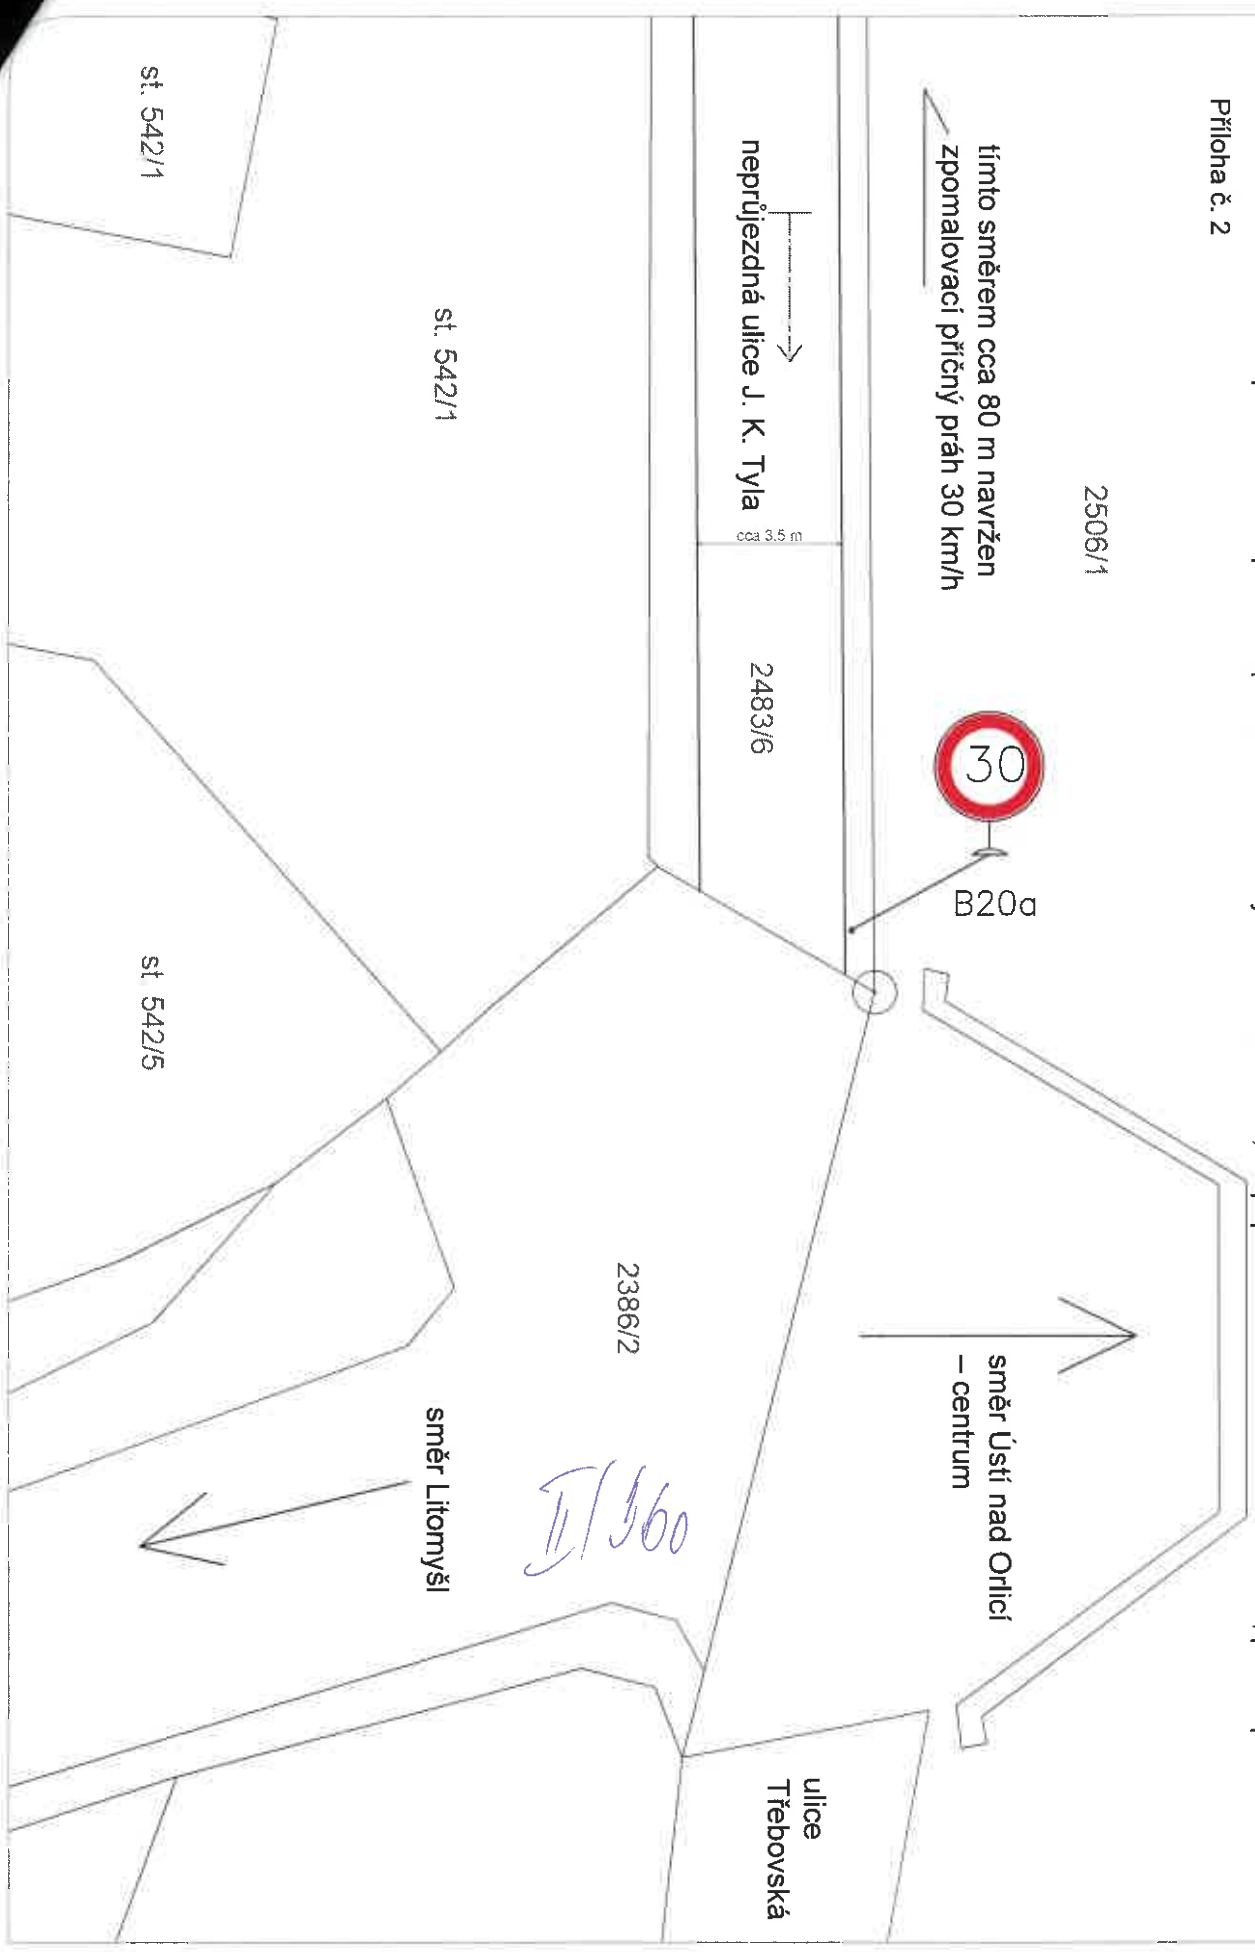 Příloha č. 2
2506/1
tímto směrem cca 80 m navržen
zpomalovací příčný práh 30 km/h
30
B20a
směr Ústí nad Orlicí
– centrum
neprůjezdná ulice J. K. Tyla
cca 3.5 m
2483/6
ulice
Třebovská
2386/2
II/360
st. 542/1
směr Litomyšl
st. 542/1
st. 542/5